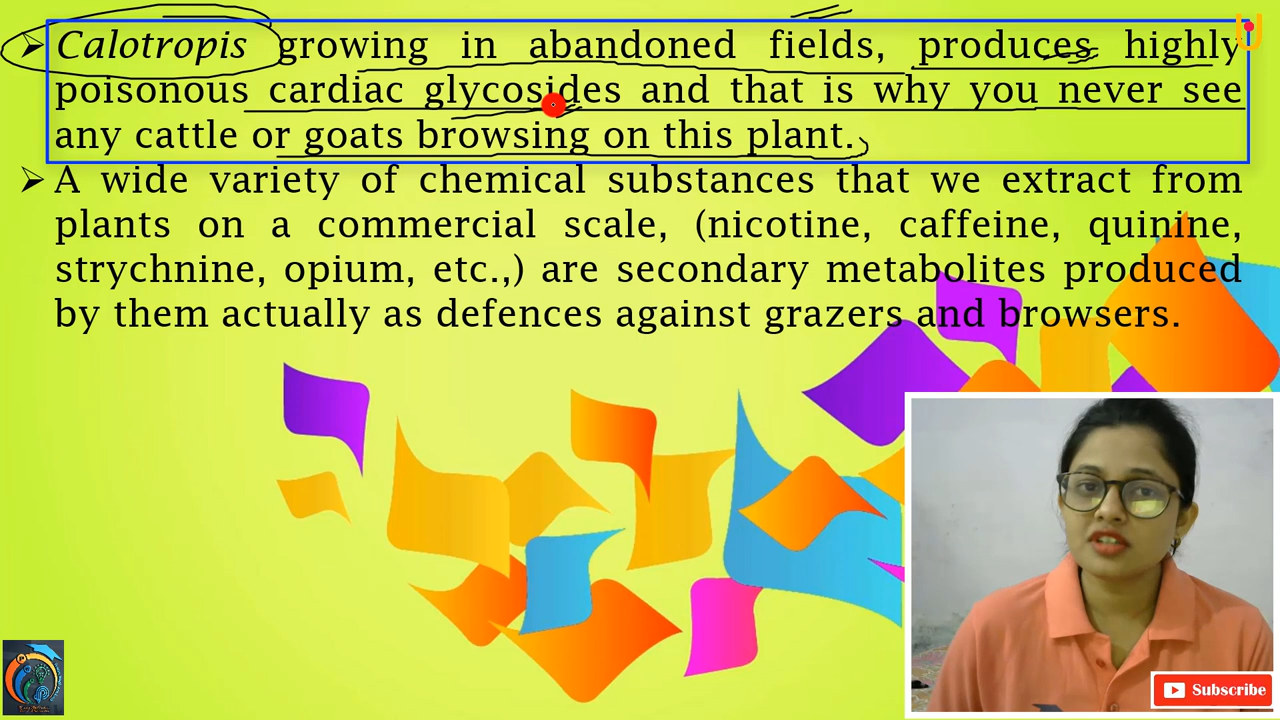 Calotropis growing in abandoned fields, produces highly
poisonous cardiac glycosides and that is why you never see
any cattle or goats browsing on this plant.
A wide variety of chemical substances that we extract from
plants on a commercial scale, (nicotine, caffeine, quinine,
strychnine, opium, etc.,) are secondary metabolites produced
by them actually as defences against grazers and browsers.
Subscribe